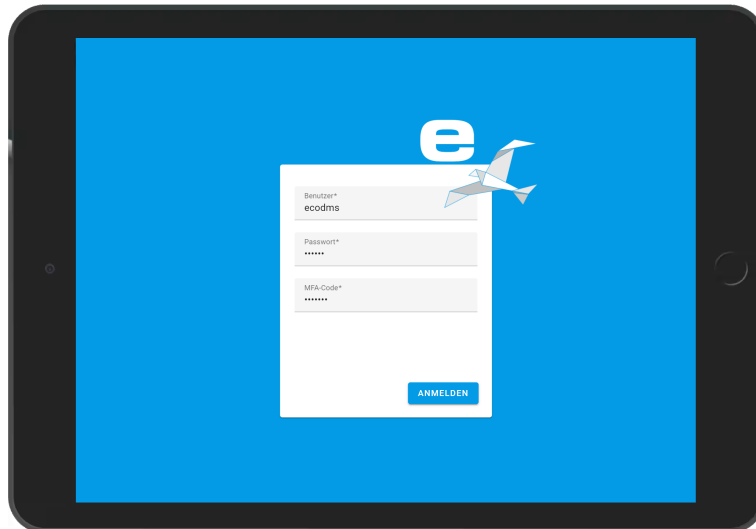 e
Benutzer*
ecodms
Passwort*
••••••
MFA-Code*
•••••••
ANMELDEN